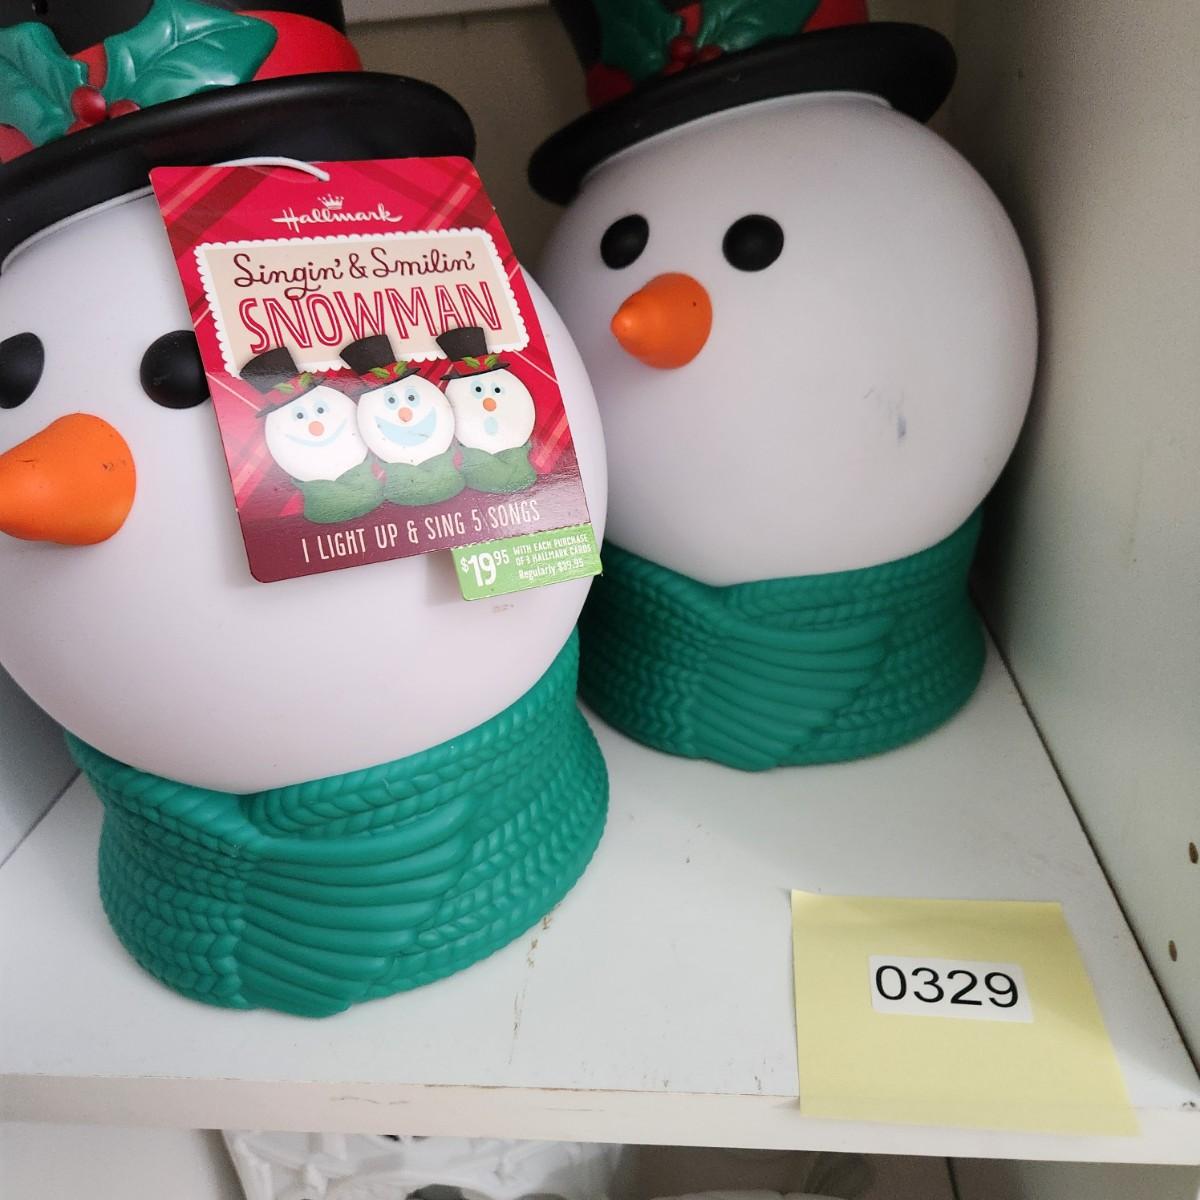 Hallmark
Singin' & Smilin'
SNOWMAN
I LIGHT UP & SING 5 SONGS
$19.95 WITH EACH PURCHASE
OF 3 HALLMARK CARDS
Regularly $39.95
0329